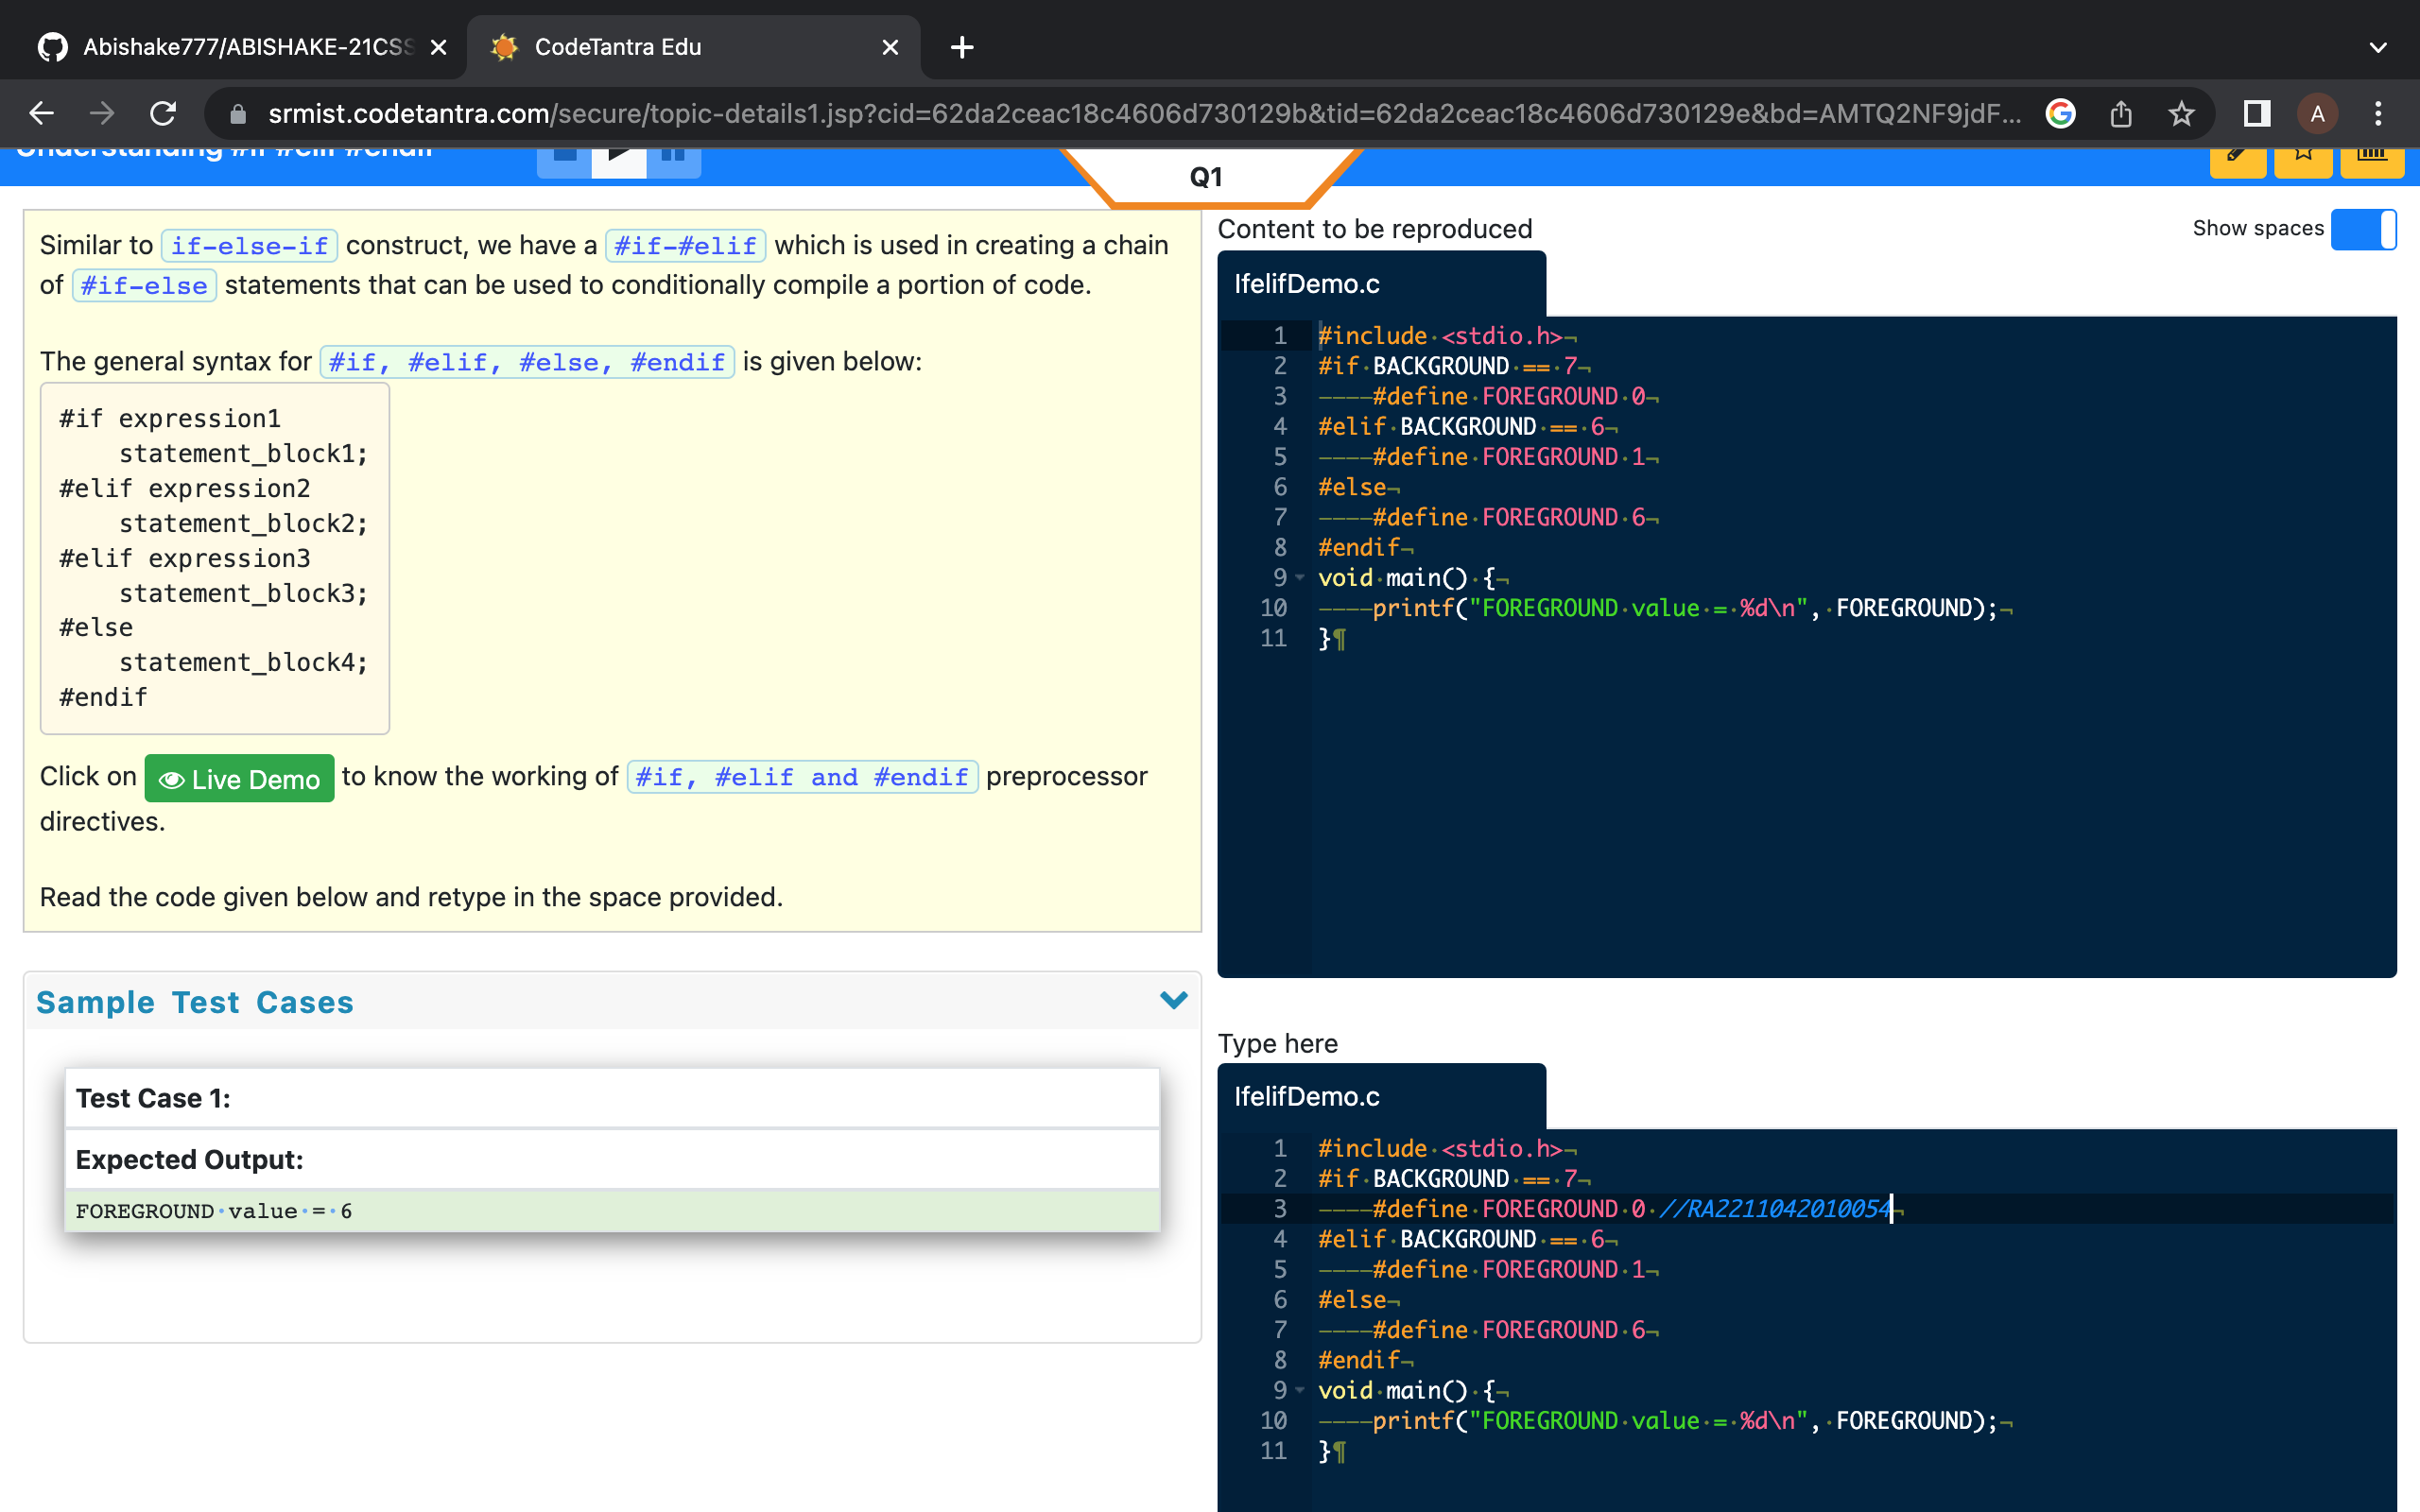 Abishake777/ABISHAKE-21CSS
CodeTantra Edu
srmist.codetantra.com/secure/topic-details1.jsp?cid=62da2ceac18c4606d730129b&tid=62da2ceac18c4606d730129e&bd=AMTQ2NF9jdF...
A
Q1
Similar to if-else-if construct, we have a #if-#elif which is used in creating a chain
of #if-else statements that can be used to conditionally compile a portion of code.
The general syntax for #if, #elif, #else, #endif is given below:
#if expression1
statement_block1;
#elif expression2
statement_block2;
#elif expression3
statement_block3;
#else
statement_block4;
#endif
Click on Live Demo to know the working of #if, #elif and #endif preprocessor
directives.
Read the code given below and retype in the space provided.
Sample Test Cases
Test Case 1:
Expected Output:
FOREGROUND·value·=·6
Content to be reproduced
Show spaces
IfelifDemo.c
1 #include·<stdio.h>¬
2 #if·BACKGROUND·==·7¬
3 ————#define·FOREGROUND·0¬
4 #elif·BACKGROUND·==·6¬
5 ————#define·FOREGROUND·1¬
6 #else¬
7 ————#define·FOREGROUND·6¬
8 #endif¬
9 void·main()·{¬
10 ————printf("FOREGROUND·value·=·%d\n",·FOREGROUND);¬
11 }¶
Type here
IfelifDemo.c
1 #include·<stdio.h>¬
2 #if·BACKGROUND·==·7¬
3 ————#define·FOREGROUND·0·//RA2211042010054¬
4 #elif·BACKGROUND·==·6¬
5 ————#define·FOREGROUND·1¬
6 #else¬
7 ————#define·FOREGROUND·6¬
8 #endif¬
9 void·main()·{¬
10 ————printf("FOREGROUND·value·=·%d\n",·FOREGROUND);¬
11 }¶